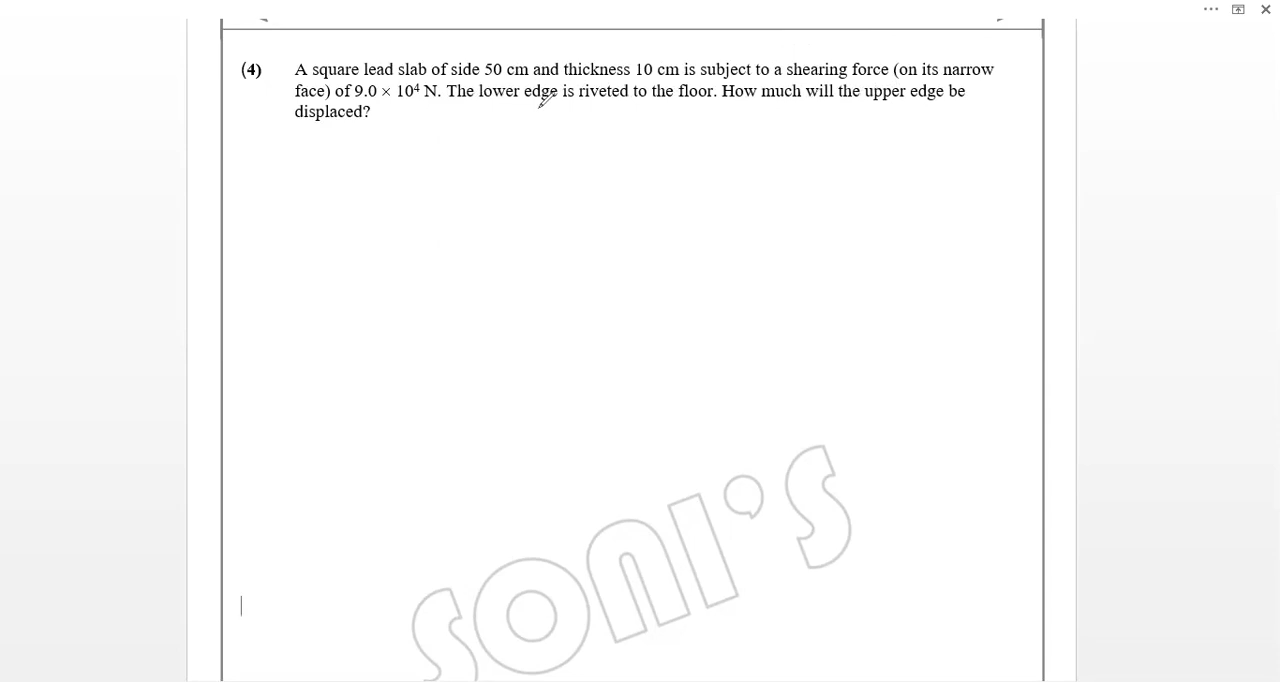 (4) A square lead slab of side 50 cm and thickness 10 cm is subject to a shearing force (on its narrow
face) of 9.0 × 10⁴ N. The lower edge is riveted to the floor. How much will the upper edge be
displaced?
SONI'S